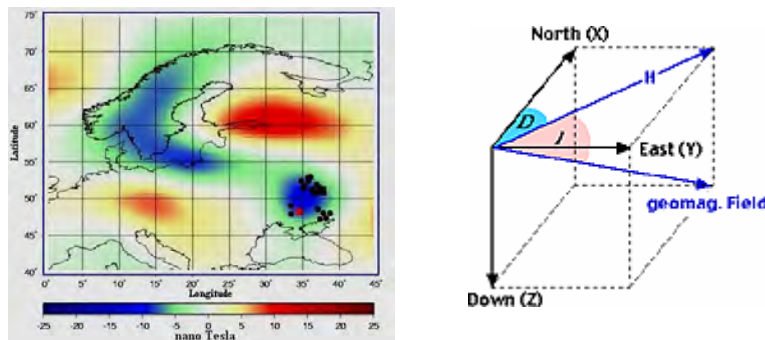 75˚
70˚
65˚
60˚
55˚
50˚
45˚
40˚
Latitude
0˚ 5˚ 10˚ 15˚ 20˚ 25˚ 30˚ 35˚ 40˚ 45˚
Longitude
-25 -20 -15 -10 -5 0 5 10 15 20 25
nano Tesla
North (X)
H
D
I
East (Y)
geomag. Field
Down (Z)